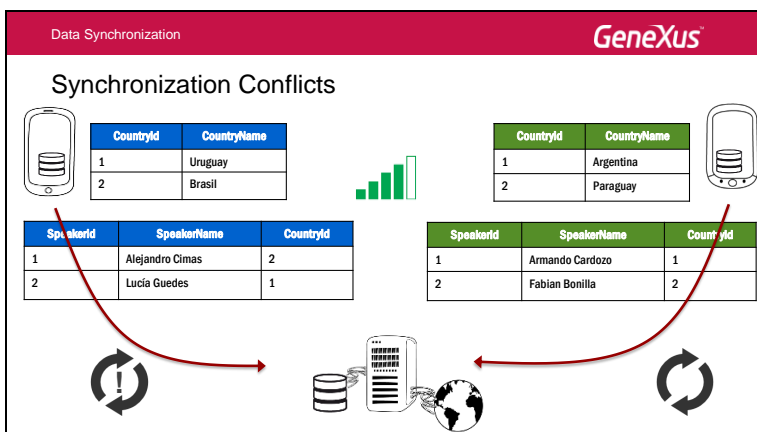 Data Synchronization
GeneXus™
Synchronization Conflicts
CountryId CountryName
1 Uruguay
2 Brasil
CountryId CountryName
1 Argentina
2 Paraguay
SpeakerId SpeakerName CountryId
1 Alejandro Cimas 2
2 Lucía Guedes 1
SpeakerId SpeakerName CountryId
1 Armando Cardozo 1
2 Fabian Bonilla 2
!